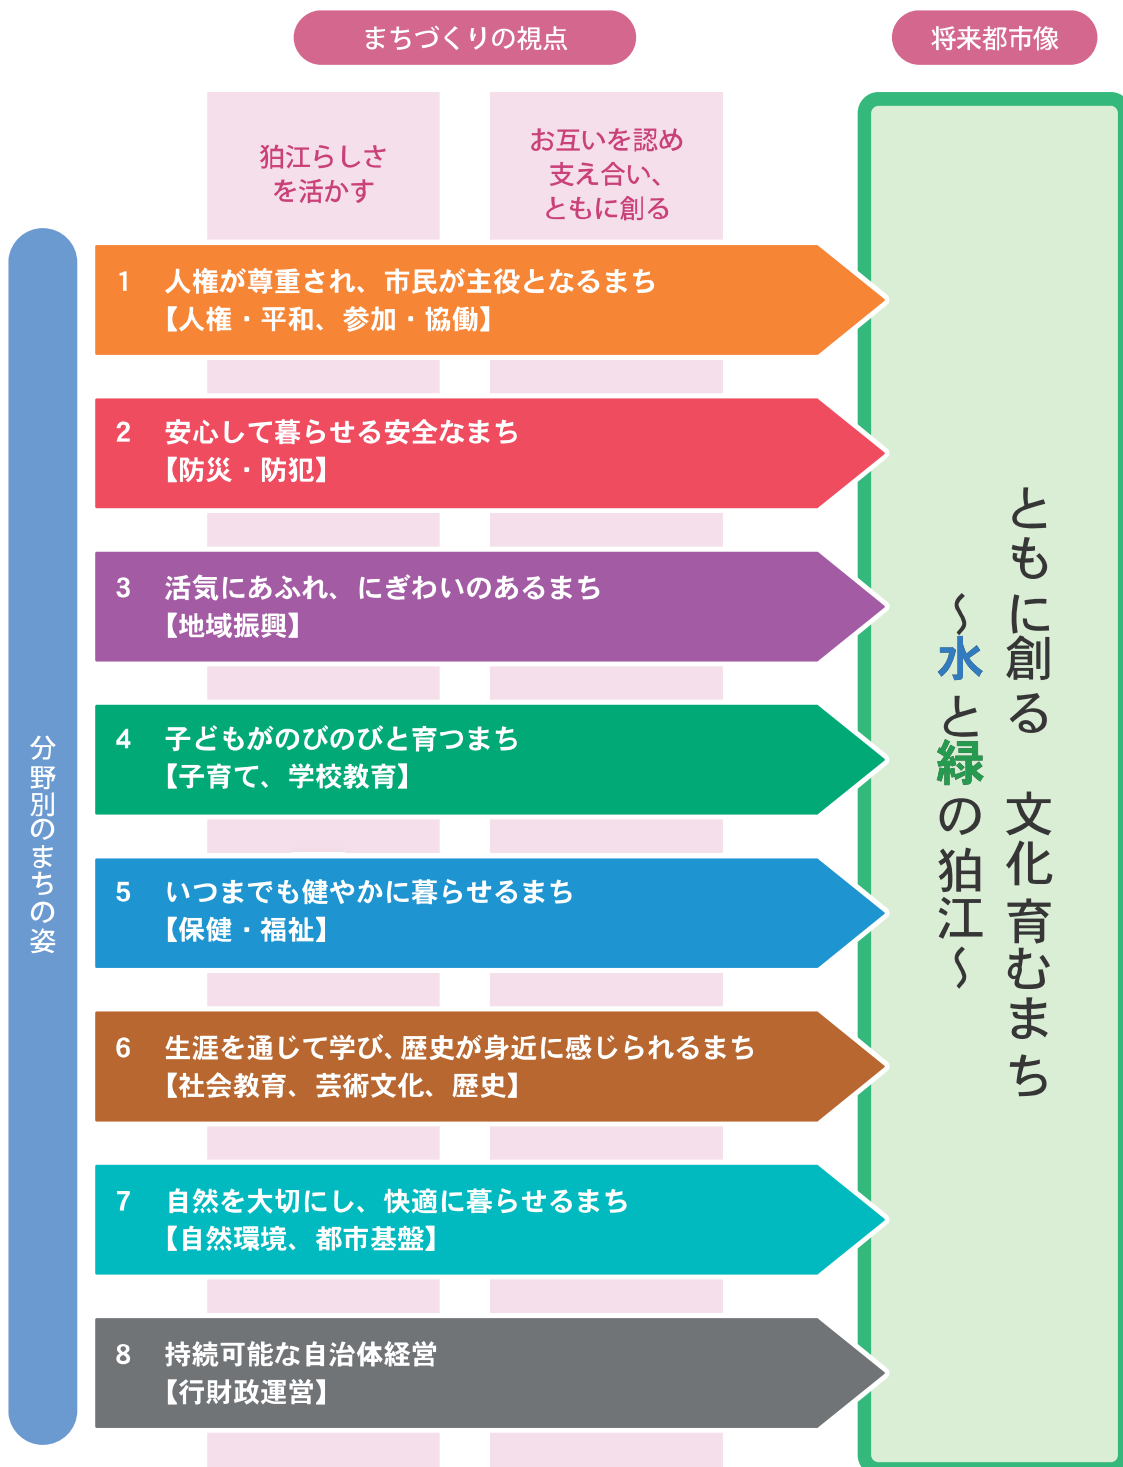 まちづくりの視点
将来都市像
狛江らしさ
を活かす
お互いを認め
支え合い、
ともに創る
分野別のまちの姿
1 人権が尊重され、市民が主役となるまち
【人権・平和、参加・協働】
2 安心して暮らせる安全なまち
【防災・防犯】
3 活気にあふれ、にぎわいのあるまち
【地域振興】
4 子どもがのびのびと育つまち
【子育て、学校教育】
5 いつまでも健やかに暮らせるまち
【保健・福祉】
6 生涯を通じて学び、歴史が身近に感じられるまち
【社会教育、芸術文化、歴史】
7 自然を大切にし、快適に暮らせるまち
【自然環境、都市基盤】
8 持続可能な自治体経営
【行財政運営】
ともに創る　文化育むまち
～水と緑の狛江～